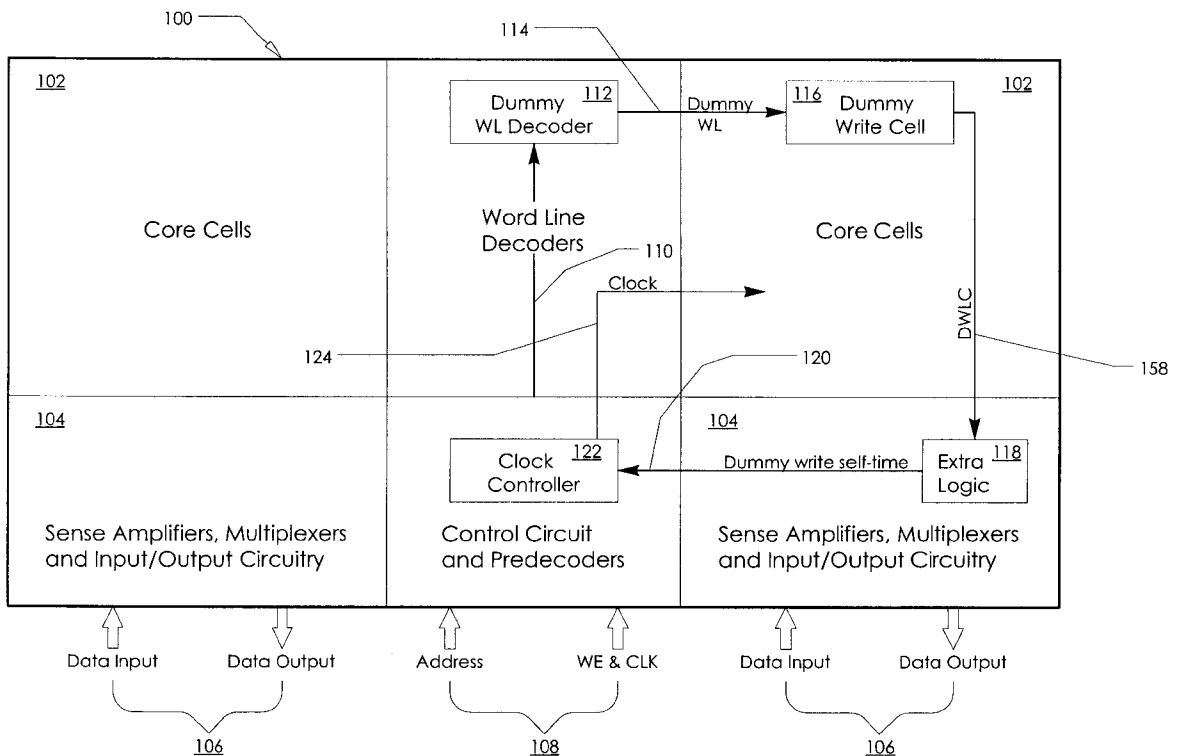 100
114
102
112
Dummy
WL Decoder
Dummy
WL
116
Dummy
Write Cell
102
Core Cells
Word Line
Decoders
110
Core Cells
Clock
DWLC
124
120
158
104
122
Clock
Controller
104
Dummy write self-time
118
Extra
Logic
Sense Amplifiers, Multiplexers
and Input/Output Circuitry
Control Circuit
and Predecoders
Sense Amplifiers, Multiplexers
and Input/Output Circuitry
Data Input
Data Output
Address
WE & CLK
Data Input
Data Output
106
108
106